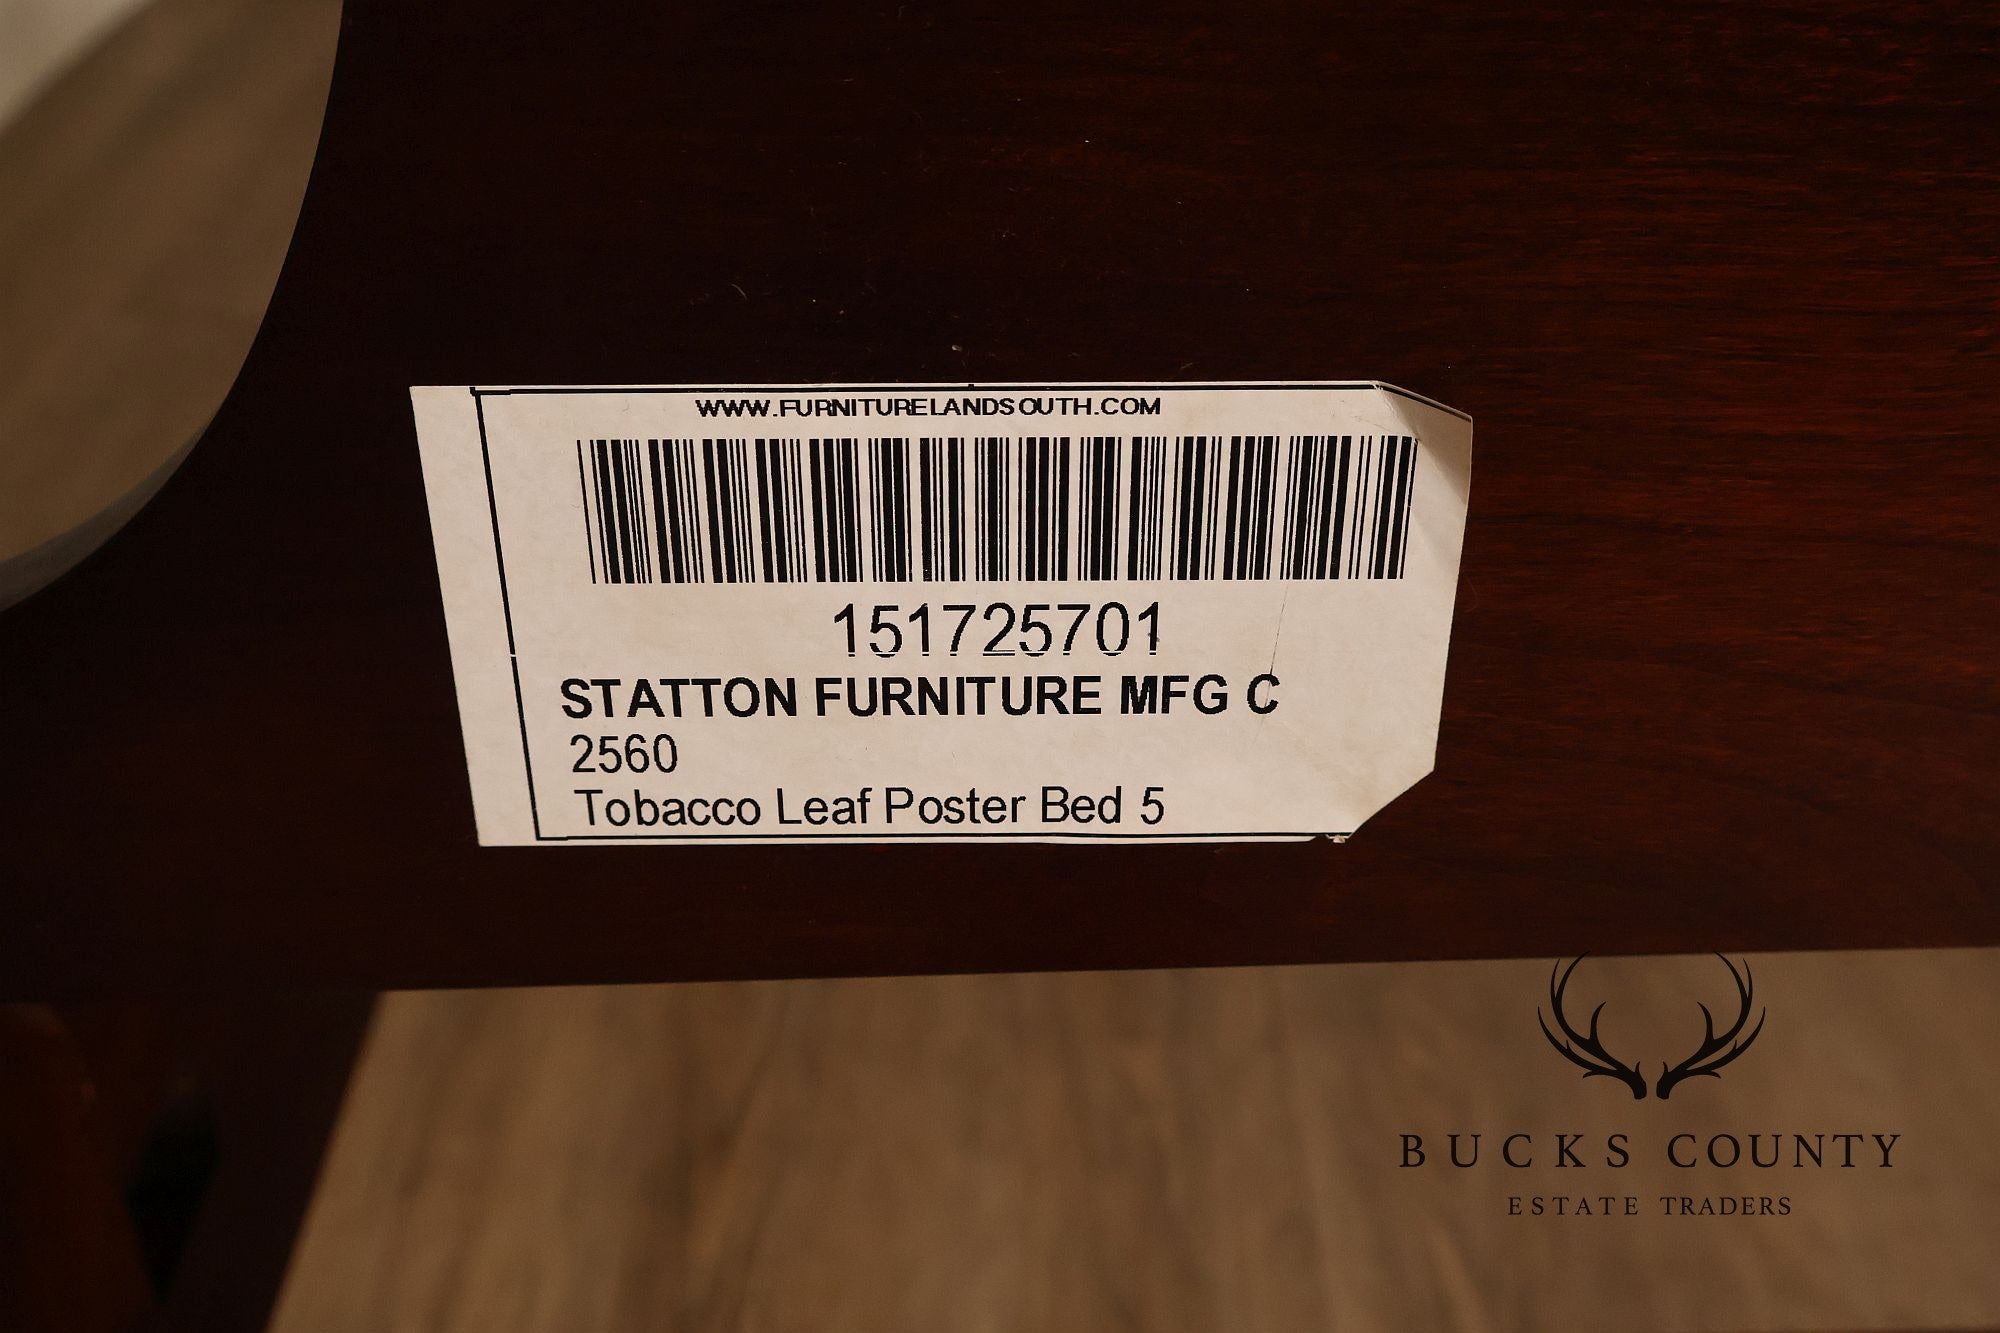 WWW.FURNITURELANDSOUTH.COM
151725701
STATTON FURNITURE MFG C
2560
Tobacco Leaf Poster Bed 5
BUCKS COUNTY
ESTATE TRADERS